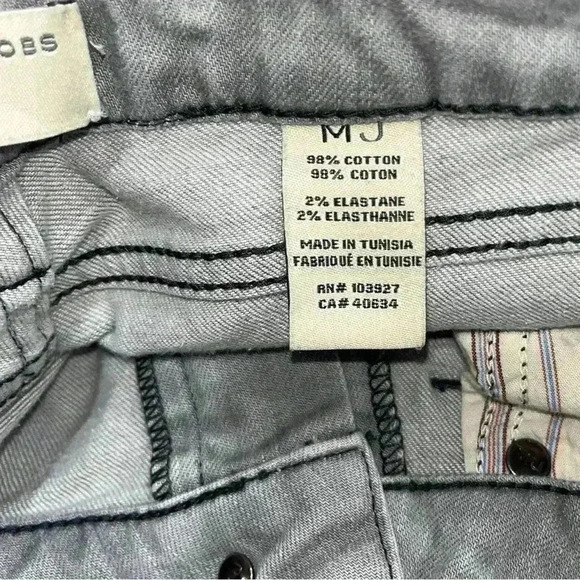 OBS
MJ
98% COTTON
98% COTON
2% ELASTANE
2% ELASTHANNE
MADE IN TUNISIA
FABRIQUÉ EN TUNISIE
RN# 103927
CA# 40634